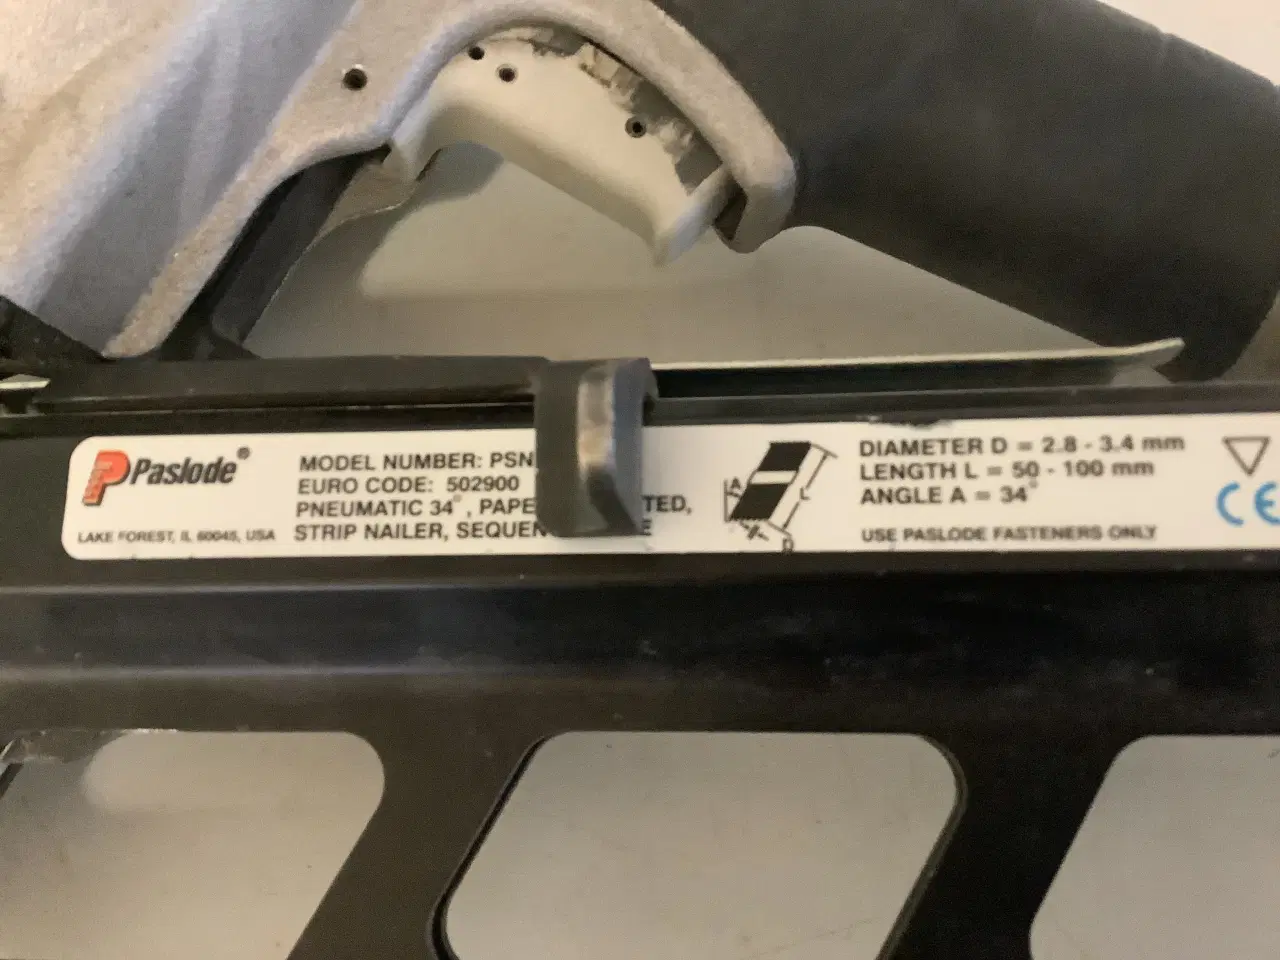 Paslode®
LAKE FOREST, IL 60045, USA
MODEL NUMBER: PSN
EURO CODE: 502900
PNEUMATIC 34°, PAPE TED,
STRIP NAILER, SEQUEN E
A
L
D
DIAMETER D = 2.8 - 3.4 mm
LENGTH L = 50 - 100 mm
ANGLE A = 34°
USE PASLODE FASTENERS ONLY
CE